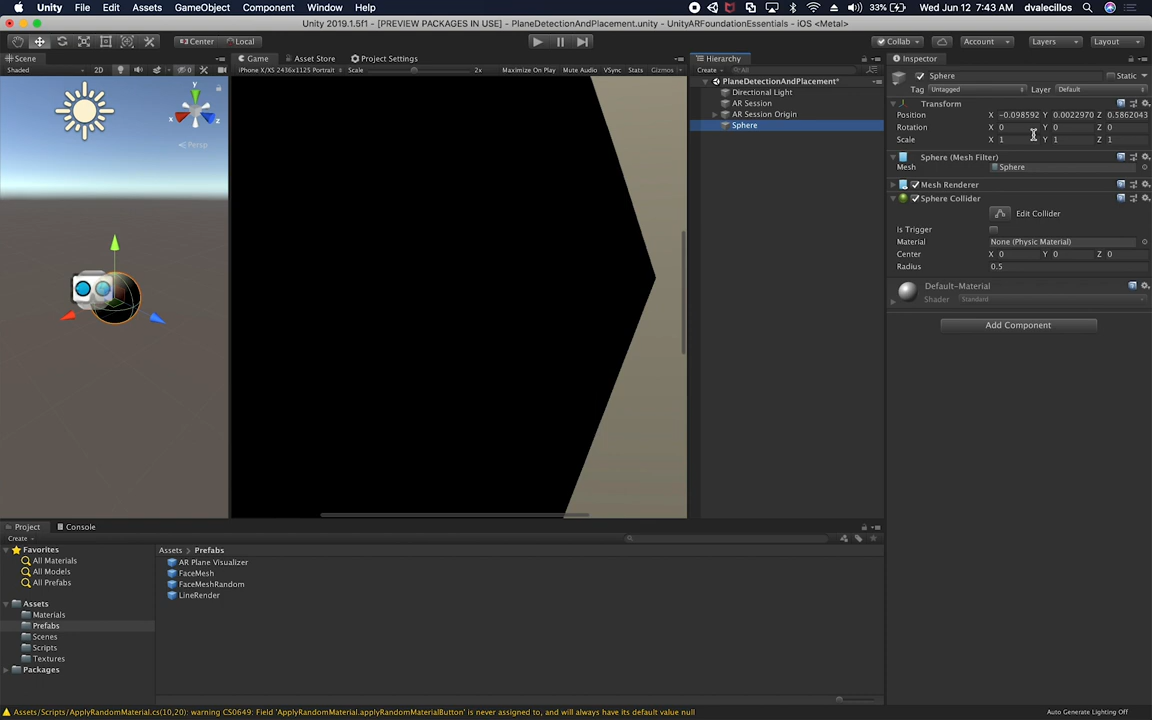 Unity File Edit Assets GameObject Component Window Help 33% Wed Jun 12 7:43 AM dvalecillos
Unity 2019.1.5f1 - [PREVIEW PACKAGES IN USE] - PlaneDetectionAndPlacement.unity - UnityARFoundationEssentials - iOS <Metal>
Center Local Collab Account Layers Layout
Scene Game Asset Store Project Settings Hierarchy Inspector
Shaded 2D 0 iPhone X/XS 2436x1125 Portrait Scale 2x Maximize On Play Mute Audio VSync Stats Gizmos Create All
Sphere Static
PlaneDetectionAndPlacement*
Tag Untagged Layer Default
Directional Light
AR Session
Transform
AR Session Origin
Position X -0.098592 Y 0.0022970 Z 0.5862043
Sphere
Rotation X 0 Y 0 Z 0
Scale X 1 Y 1 Z 1
y
x
z
Persp
Sphere (Mesh Filter)
Mesh Sphere
Mesh Renderer
Sphere Collider
Edit Collider
Is Trigger
Material None (Physic Material)
Center X 0 Y 0 Z 0
Radius 0.5
Default-Material
Shader Standard
Add Component
Project Console
Create
Favorites
All Materials
All Models
All Prefabs
Assets
Materials
Prefabs
Scenes
Scripts
Textures
Packages
Assets > Prefabs
AR Plane Visualizer
FaceMesh
FaceMeshRandom
LineRender
Assets/Scripts/ApplyRandomMaterial.cs(10,20): warning CS0649: Field 'ApplyRandomMaterial.applyRandomMaterialButton' is never assigned to, and will always have its default value null
Auto Generate Lighting Off